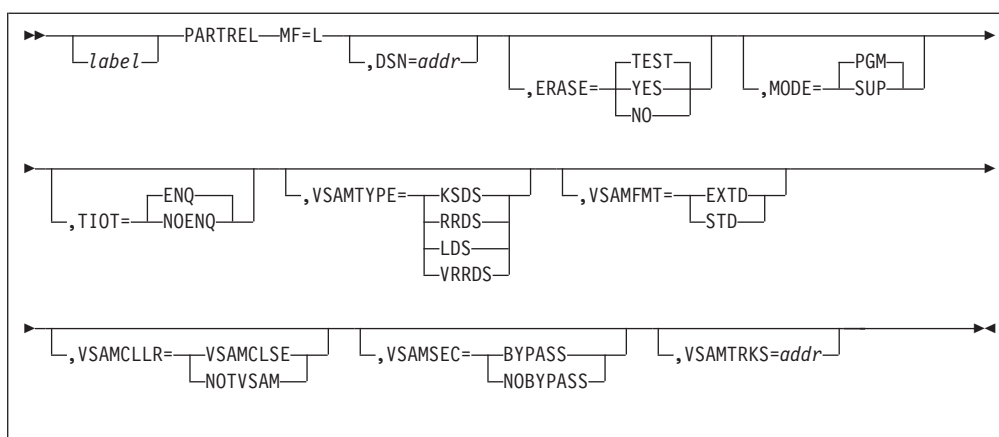 label PARTREL MF=L ,DSN=addr ,ERASE= TEST YES NO ,MODE= PGM SUP
,TIOT= ENQ NOENQ ,VSAMTYPE= KSDS RRDS LDS VRRDS ,VSAMFMT= EXTD STD
,VSAMCLLR= VSAMCLSE NOTVSAM ,VSAMSEC= BYPASS NOBYPASS ,VSAMTRKS=addr